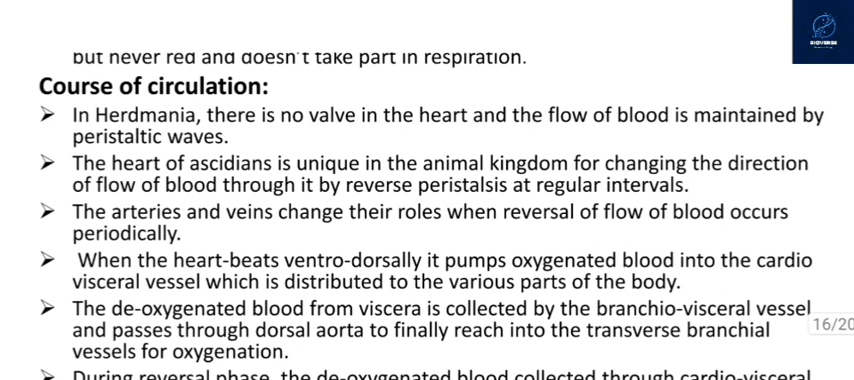 BIOVERSE
but never red and doesn't take part in respiration.
Course of circulation:
➤ In Herdmania, there is no valve in the heart and the flow of blood is maintained by
peristaltic waves.
➤ The heart of ascidians is unique in the animal kingdom for changing the direction
of flow of blood through it by reverse peristalsis at regular intervals.
➤ The arteries and veins change their roles when reversal of flow of blood occurs
periodically.
➤ When the heart-beats ventro-dorsally it pumps oxygenated blood into the cardio
visceral vessel which is distributed to the various parts of the body.
➤ The de-oxygenated blood from viscera is collected by the branchio-visceral vessel
and passes through dorsal aorta to finally reach into the transverse branchial
vessels for oxygenation.
16/20
➤ During reversal phase, the de-oxygenated blood collected through cardio-visceral